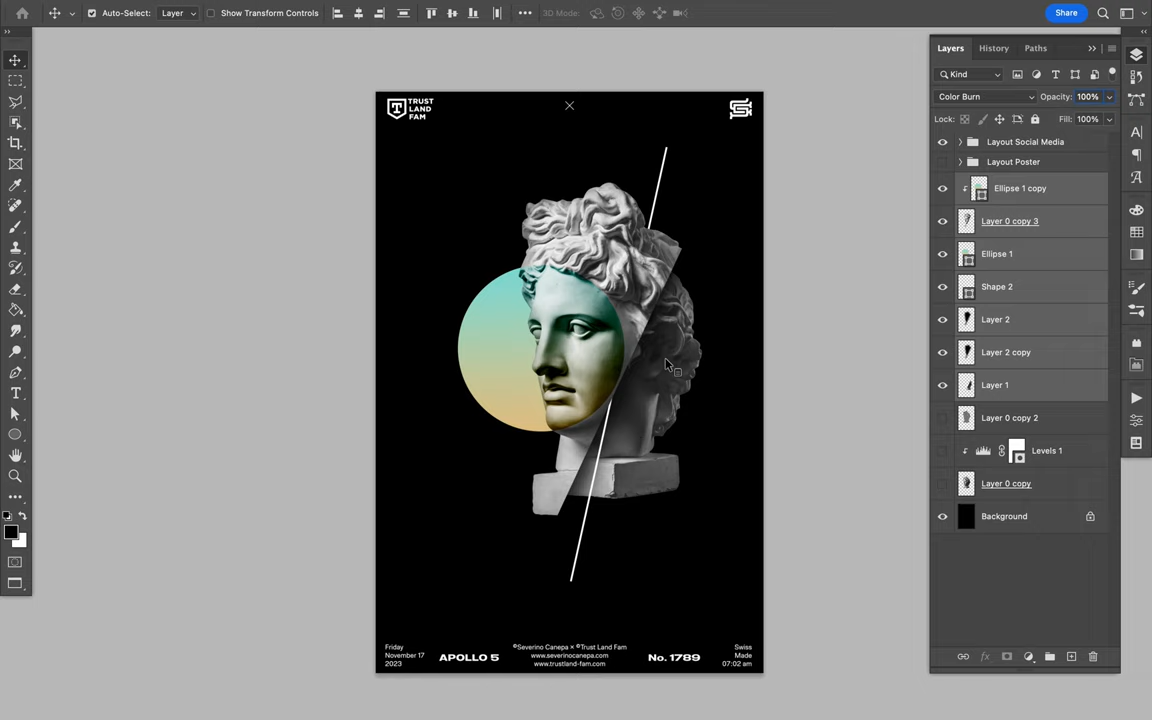 Auto-Select: Layer Show Transform Controls 3D Mode: Share
Layers History Paths
Kind
Color Burn Opacity: 100%
Lock: Fill: 100%
Layout Social Media
Layout Poster
Ellipse 1 copy
Layer 0 copy 3
Ellipse 1
Shape 2
Layer 2
Layer 2 copy
Layer 1
Layer 0 copy 2
Levels 1
Layer 0 copy
Background
TRUST
LAND
FAM
Friday
November 17
2023
APOLLO 5
©Severino Canepa × ©Trust Land Fam
www.severinocanepa.com
www.trustland-fam.com
No. 1789
Swiss
Made
07:02 am